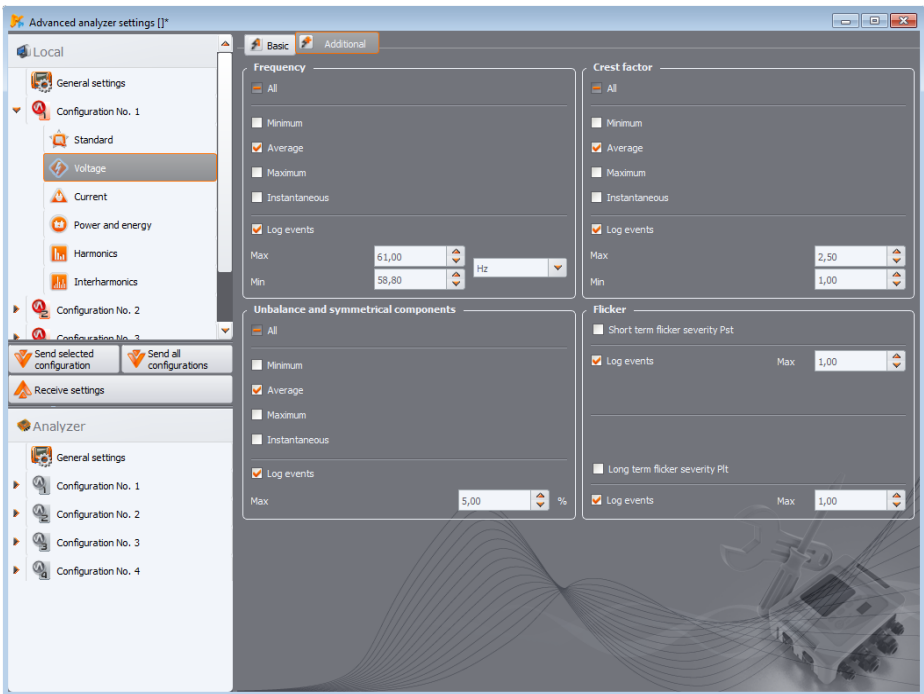 Advanced analyzer settings []*
Local
General settings
Configuration No. 1
Standard
Voltage
Current
Power and energy
Harmonics
Interharmonics
Configuration No. 2
Configuration No. 3
Send selected configuration
Send all configurations
Receive settings
Analyzer
General settings
Configuration No. 1
Configuration No. 2
Configuration No. 3
Configuration No. 4
Basic
Additional
Frequency
All
Minimum
Average
Maximum
Instantaneous
Log events
Max 61,00
Hz
Min 58,80
Crest factor
All
Minimum
Average
Maximum
Instantaneous
Log events
Max 2,50
Min 1,00
Unbalance and symmetrical components
All
Minimum
Average
Maximum
Instantaneous
Log events
Max 5,00 %
Flicker
Short term flicker severity Pst
Log events Max 1,00
Long term flicker severity Plt
Log events Max 1,00